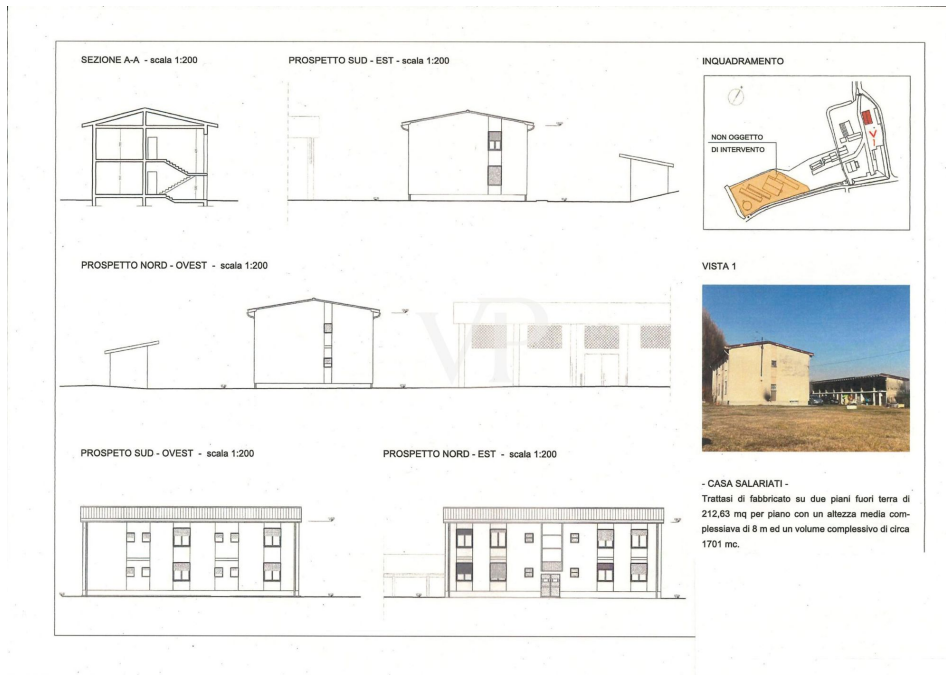 SEZIONE A-A - scala 1:200
PROSPETTO SUD - EST - scala 1:200
INQUADRAMENTO
NON OGGETTO
DI INTERVENTO
PROSPETTO NORD - OVEST - scala 1:200
VISTA 1
VP
PROSPETO SUD - OVEST - scala 1:200
PROSPETTO NORD - EST - scala 1:200
- CASA SALARIATI -
Trattasi di fabbricato su due piani fuori terra di
212,63 mq per piano con un altezza media com-
plessiava di 8 m ed un volume complessivo di circa
1701 mc.